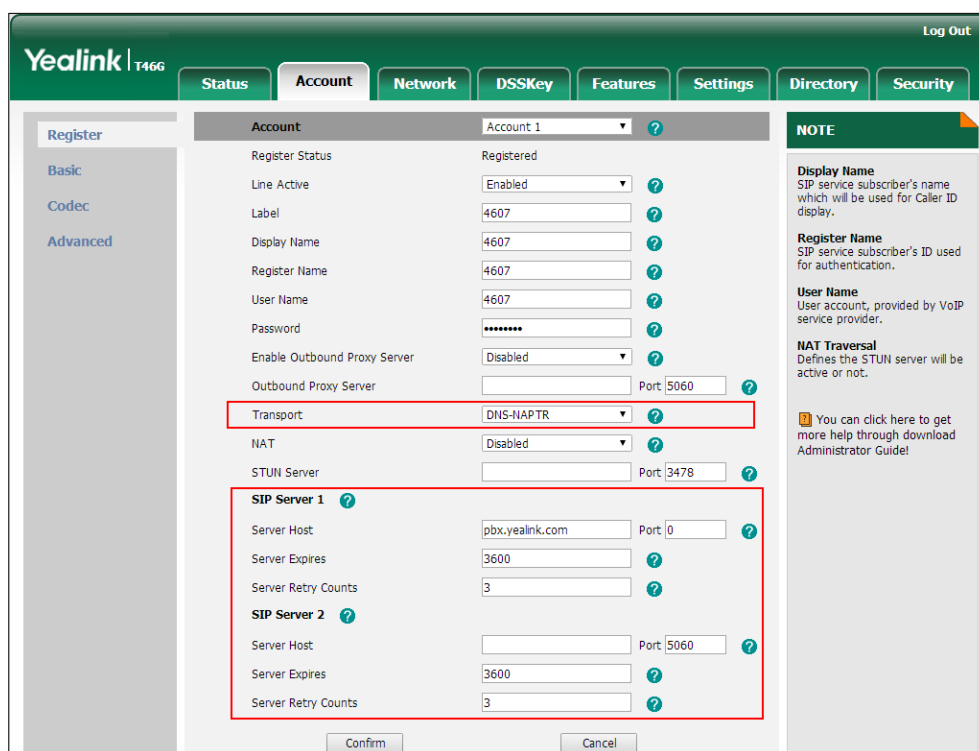 Log Out
Yealink T46G
Status Account Network DSSKey Features Settings Directory Security
Register
Basic
Codec
Advanced
Account Account 1
Register Status Registered
Line Active Enabled
Label 4607
Display Name 4607
Register Name 4607
User Name 4607
Password ••••••••
Enable Outbound Proxy Server Disabled
Outbound Proxy Server Port 5060
Transport DNS-NAPTR
NAT Disabled
STUN Server Port 3478
SIP Server 1
Server Host pbx.yealink.com Port 0
Server Expires 3600
Server Retry Counts 3
SIP Server 2
Server Host Port 5060
Server Expires 3600
Server Retry Counts 3
Confirm Cancel
NOTE
Display Name
SIP service subscriber's name
which will be used for Caller ID
display.
Register Name
SIP service subscriber's ID used
for authentication.
User Name
User account, provided by VoIP
service provider.
NAT Traversal
Defines the STUN server will be
active or not.
You can click here to get
more help through download
Administrator Guide!